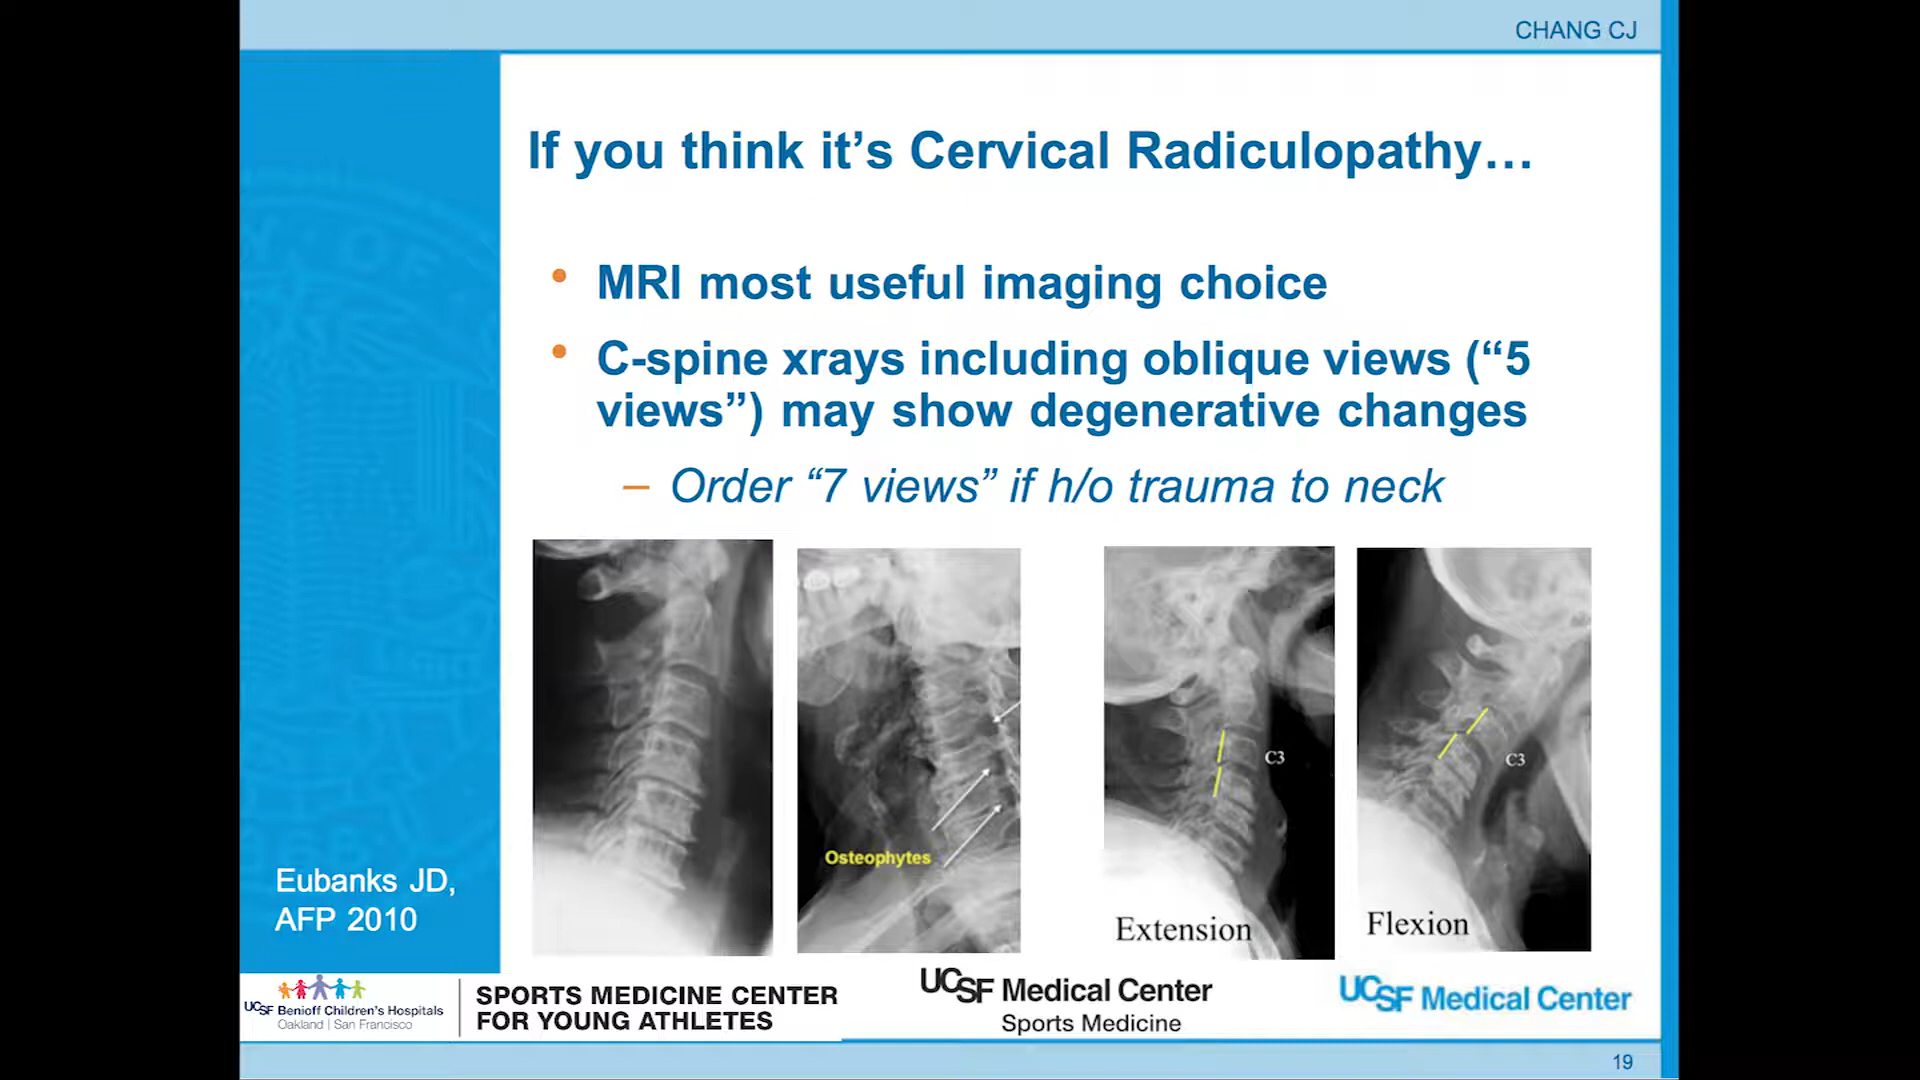 CHANG CJ
If you think it’s Cervical Radiculopathy…
• MRI most useful imaging choice
• C-spine xrays including oblique views (“5
views”) may show degenerative changes
– Order “7 views” if h/o trauma to neck
Osteophytes
C3
Extension
C3
Flexion
Eubanks JD,
AFP 2010
UCSF Benioff Children's Hospitals
Oakland | San Francisco
SPORTS MEDICINE CENTER
FOR YOUNG ATHLETES
UCSF Medical Center
Sports Medicine
UCSF Medical Center
19